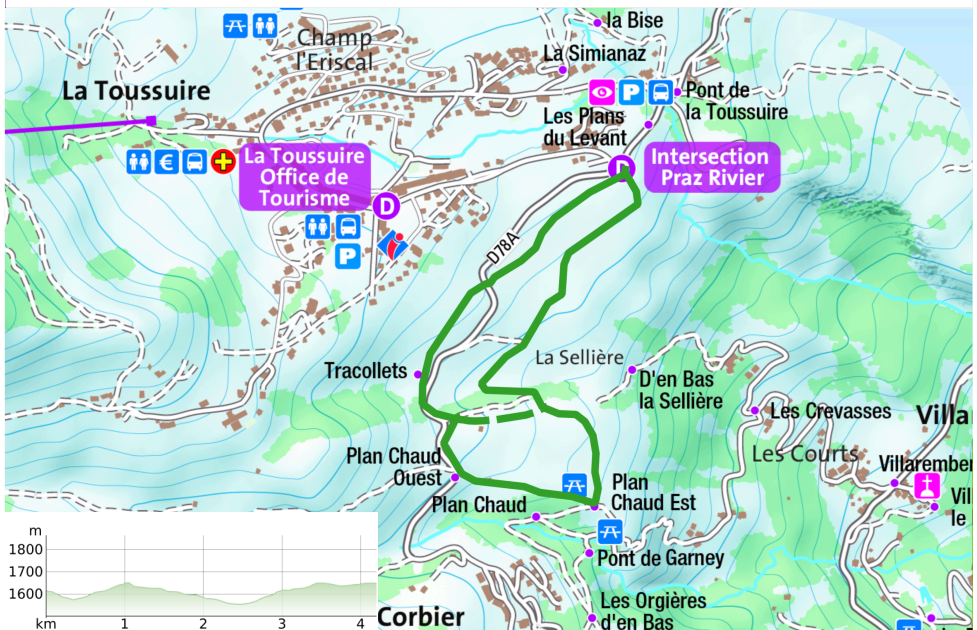 la Bise
Champ
l'Eriscal
La Simianaz
La Toussuire
P
Pont de
la Toussuire
Les Plans
du Levant
€
La Toussuire
Office de
Tourisme
D
Intersection
Praz Rivier
D
P
D78A
La Sellière
Tracollets
D'en Bas
la Sellière
Les Crevasses
Villa
Les Courts
Plan Chaud
Ouest
Villarember
Plan
Chaud Est
Plan Chaud
Vil
le
Pont de Garney
Les Orgières
d'en Bas
Corbier
m
1800
1700
1600
km
1
2
3
4